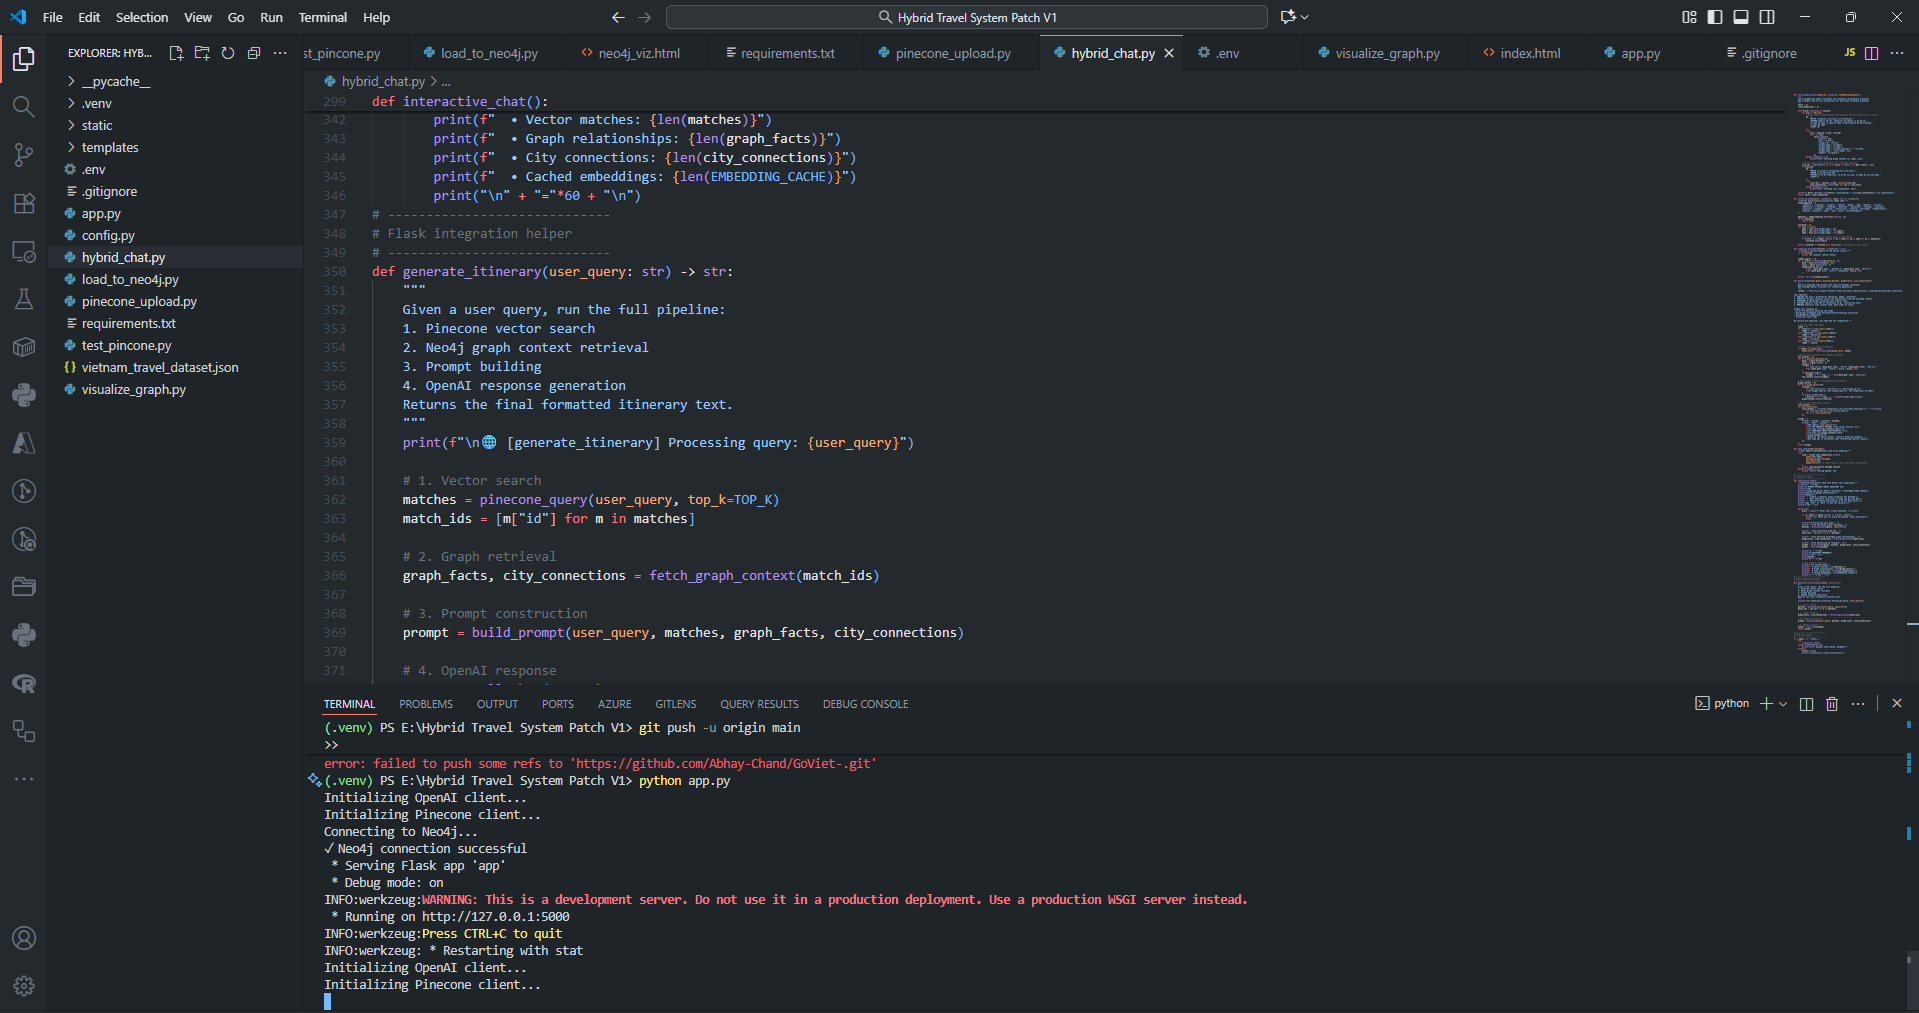 File Edit Selection View Go Run Terminal Help
Hybrid Travel System Patch V1
EXPLORER: HYB...
st_pincone.py
load_to_neo4j.py
neo4j_viz.html
requirements.txt
pinecone_upload.py
hybrid_chat.py
.env
visualize_graph.py
index.html
app.py
.gitignore
JS
__pycache__
.venv
static
templates
.env
.gitignore
app.py
config.py
hybrid_chat.py
load_to_neo4j.py
pinecone_upload.py
requirements.txt
test_pincone.py
vietnam_travel_dataset.json
visualize_graph.py
hybrid_chat.py > ...
299 def interactive_chat():
342 print(f"  • Vector matches: {len(matches)}")
343 print(f"  • Graph relationships: {len(graph_facts)}")
344 print(f"  • City connections: {len(city_connections)}")
345 print(f"  • Cached embeddings: {len(EMBEDDING_CACHE)}")
346 print("\n" + "="*60 + "\n")
347 # -----------------------------
348 # Flask integration helper
349 # -----------------------------
350 def generate_itinerary(user_query: str) -> str:
351 """
352 Given a user query, run the full pipeline:
353 1. Pinecone vector search
354 2. Neo4j graph context retrieval
355 3. Prompt building
356 4. OpenAI response generation
357 Returns the final formatted itinerary text.
358 """
359 print(f"\n🌐 [generate_itinerary] Processing query: {user_query}")
360
361 # 1. Vector search
362 matches = pinecone_query(user_query, top_k=TOP_K)
363 match_ids = [m["id"] for m in matches]
364
365 # 2. Graph retrieval
366 graph_facts, city_connections = fetch_graph_context(match_ids)
367
368 # 3. Prompt construction
369 prompt = build_prompt(user_query, matches, graph_facts, city_connections)
370
371 # 4. OpenAI response
TERMINAL PROBLEMS OUTPUT PORTS AZURE GITLENS QUERY RESULTS DEBUG CONSOLE
python
(.venv) PS E:\Hybrid Travel System Patch V1> git push -u origin main
>>
error: failed to push some refs to 'https://github.com/Abhay-Chand/GoViet-.git'
(.venv) PS E:\Hybrid Travel System Patch V1> python app.py
Initializing OpenAI client...
Initializing Pinecone client...
Connecting to Neo4j...
✓ Neo4j connection successful
* Serving Flask app 'app'
* Debug mode: on
INFO:werkzeug:WARNING: This is a development server. Do not use it in a production deployment. Use a production WSGI server instead.
* Running on http://127.0.0.1:5000
INFO:werkzeug:Press CTRL+C to quit
INFO:werkzeug: * Restarting with stat
Initializing OpenAI client...
Initializing Pinecone client...